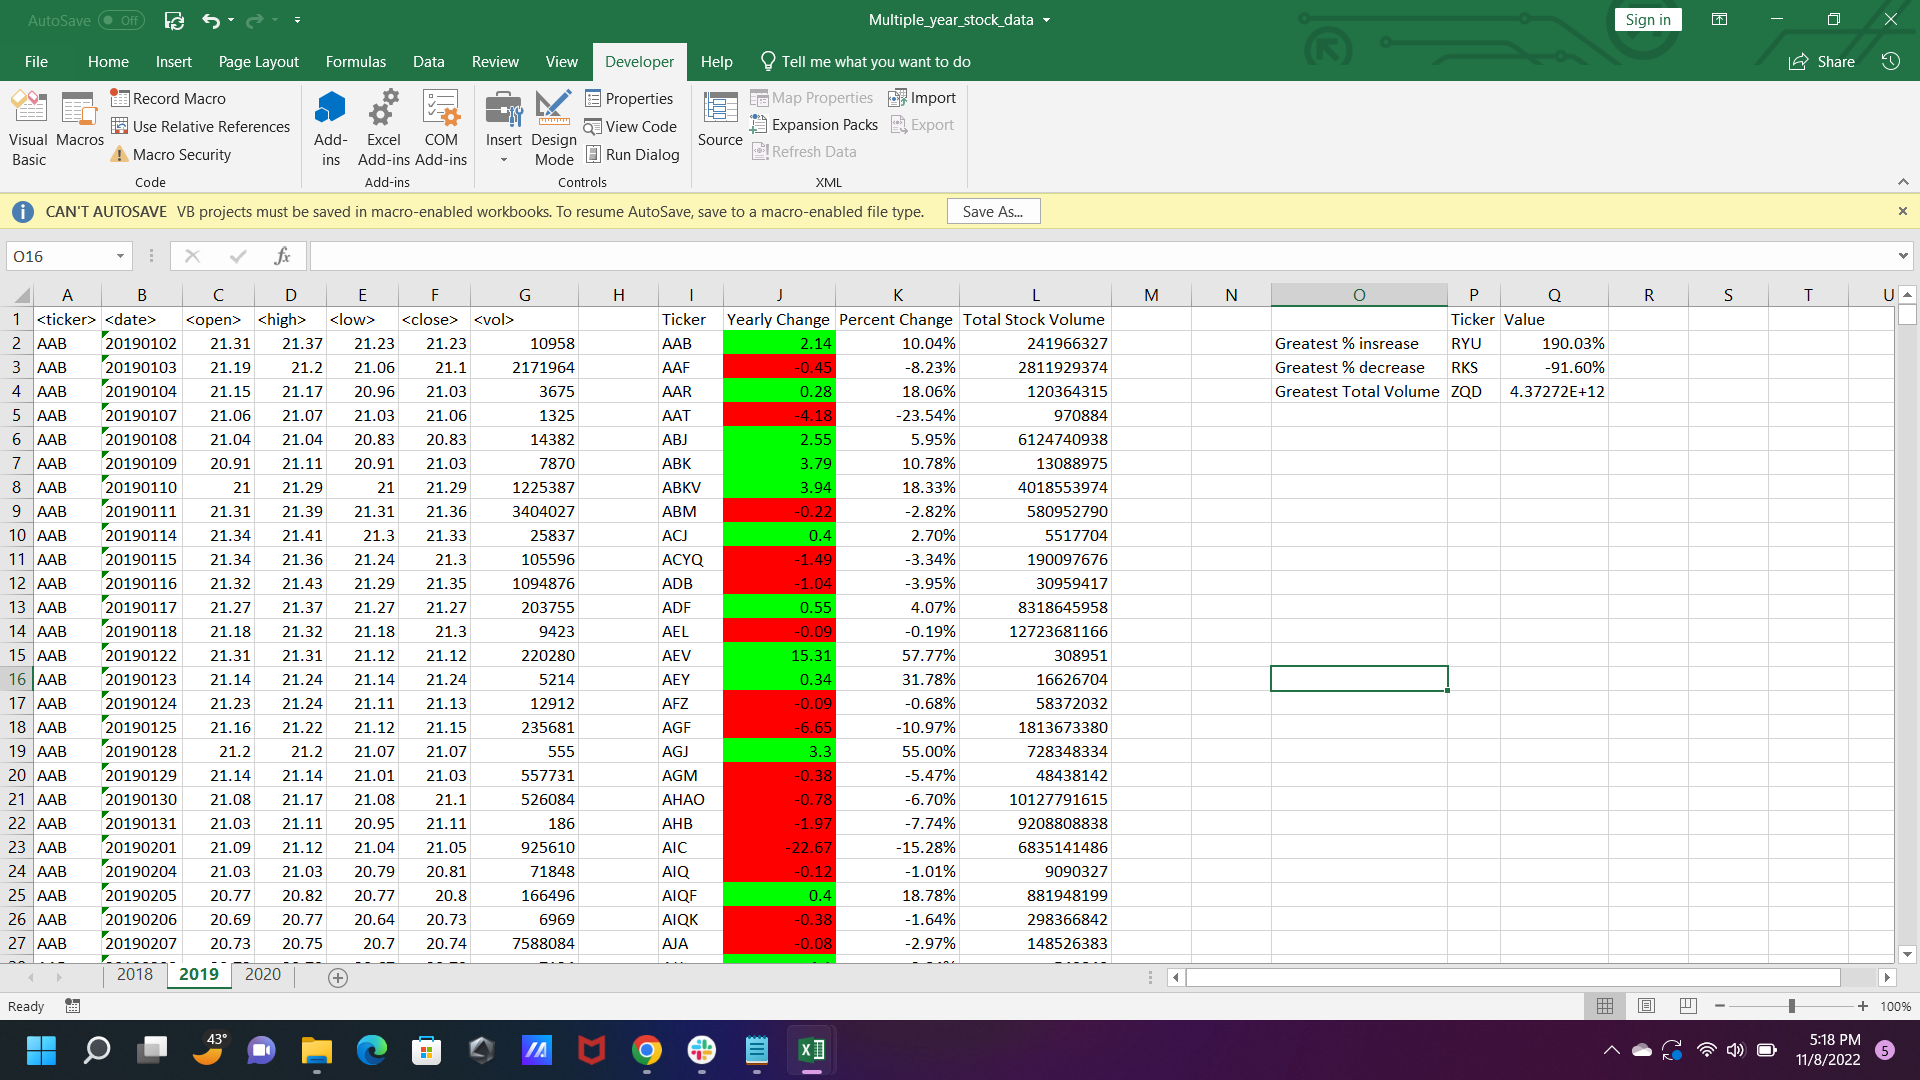 AutoSave Off Multiple_year_stock_data Sign in
File Home Insert Page Layout Formulas Data Review View Developer Help Tell me what you want to do Share
Visual Basic Macros Record Macro Use Relative References Macro Security Code
Add-ins Excel Add-ins COM Add-ins Add-ins
Insert Design Mode Properties View Code Run Dialog Controls
Source Map Properties Expansion Packs Refresh Data Import Export XML
CAN'T AUTOSAVE VB projects must be saved in macro-enabled workbooks. To resume AutoSave, save to a macro-enabled file type. Save As...
O16 fx
A B C D E F G H I J K L M N O P Q R S T U
1 <ticker> <date> <open> <high> <low> <close> <vol> Ticker Yearly Change Percent Change Total Stock Volume Ticker Value
2 AAB 20190102 21.31 21.37 21.23 21.23 10958 AAB 2.14 10.04% 241966327 Greatest % insrease RYU 190.03%
3 AAB 20190103 21.19 21.2 21.06 21.1 2171964 AAF -0.45 -8.23% 2811929374 Greatest % decrease RKS -91.60%
4 AAB 20190104 21.15 21.17 20.96 21.03 3675 AAR 0.28 18.06% 120364315 Greatest Total Volume ZQD 4.37272E+12
5 AAB 20190107 21.06 21.07 21.03 21.06 1325 AAT -4.18 -23.54% 970884
6 AAB 20190108 21.04 21.04 20.83 20.83 14382 ABJ 2.55 5.95% 6124740938
7 AAB 20190109 20.91 21.11 20.91 21.03 7870 ABK 3.79 10.78% 13088975
8 AAB 20190110 21 21.29 21 21.29 1225387 ABKV 3.94 18.33% 4018553974
9 AAB 20190111 21.31 21.39 21.31 21.36 3404027 ABM -0.22 -2.82% 580952790
10 AAB 20190114 21.34 21.41 21.3 21.33 25837 ACJ 0.4 2.70% 5517704
11 AAB 20190115 21.34 21.36 21.24 21.3 105596 ACYQ -1.49 -3.34% 190097676
12 AAB 20190116 21.32 21.43 21.29 21.35 1094876 ADB -1.04 -3.95% 30959417
13 AAB 20190117 21.27 21.37 21.27 21.27 203755 ADF 0.55 4.07% 8318645958
14 AAB 20190118 21.18 21.32 21.18 21.3 9423 AEL -0.09 -0.19% 12723681166
15 AAB 20190122 21.31 21.31 21.12 21.12 220280 AEV 15.31 57.77% 308951
16 AAB 20190123 21.14 21.24 21.14 21.24 5214 AEY 0.34 31.78% 16626704
17 AAB 20190124 21.23 21.24 21.11 21.13 12912 AFZ -0.09 -0.68% 58372032
18 AAB 20190125 21.16 21.22 21.12 21.15 235681 AGF -6.65 -10.97% 1813673380
19 AAB 20190128 21.2 21.2 21.07 21.07 555 AGJ 3.3 55.00% 728348334
20 AAB 20190129 21.14 21.14 21.01 21.03 557731 AGM -0.38 -5.47% 48438142
21 AAB 20190130 21.08 21.17 21.08 21.1 526084 AHAO -0.78 -6.70% 10127791615
22 AAB 20190131 21.03 21.11 20.95 21.11 186 AHB -1.97 -7.74% 9208808838
23 AAB 20190201 21.09 21.12 21.04 21.05 925610 AIC -22.67 -15.28% 6835141486
24 AAB 20190204 21.03 21.03 20.79 20.81 71848 AIQ -0.12 -1.01% 9090327
25 AAB 20190205 20.77 20.82 20.77 20.8 166496 AIQF 0.4 18.78% 881948199
26 AAB 20190206 20.69 20.77 20.64 20.73 6969 AIQK -0.38 -1.64% 298366842
27 AAB 20190207 20.73 20.75 20.7 20.74 7588084 AJA -0.08 -2.97% 148526383
2018 2019 2020
Ready 100%
43° 5:18 PM
11/8/2022 5